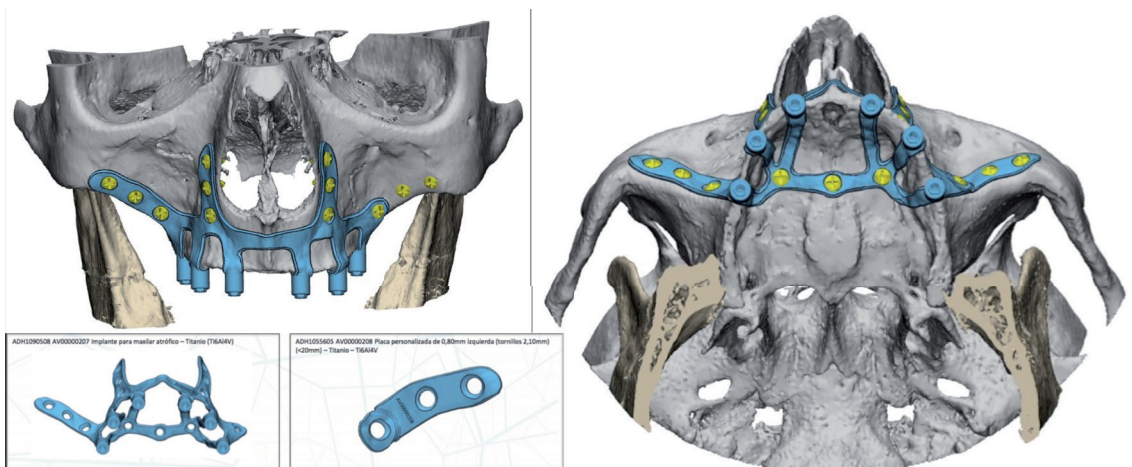 ADH1090508 AV00000207 Implante para maxilar atrófico – Titanio (Ti6Al4V)
ADH1055605 AV00000208 Placa personalizada de 0,80mm izquierda (tornillos 2,10mm)
(<20mm) – Titanio – Ti6Al4V
AV00000208